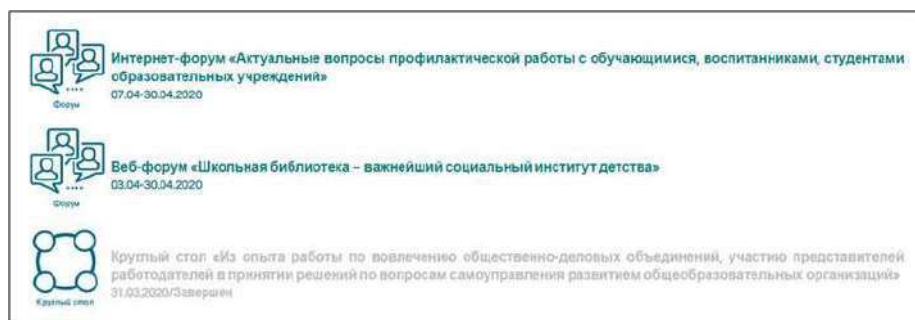 Интернет-форум «Актуальные вопросы профилактической работы с обучающимися, воспитанниками, студентами
образовательных учреждений»
07.04-30.04.2020
Форум
Веб-форум «Школьная библиотека – важнейший социальный институт детства»
03.04-30.04.2020
Форум
Круглый стол «Из опыта работы по вовлечению общественно-деловых объединений, участию представителей
работодателей в принятии решений по вопросам самоуправления развитием общеобразовательных организаций»
31.03.2020/Завершен
Круглый стол